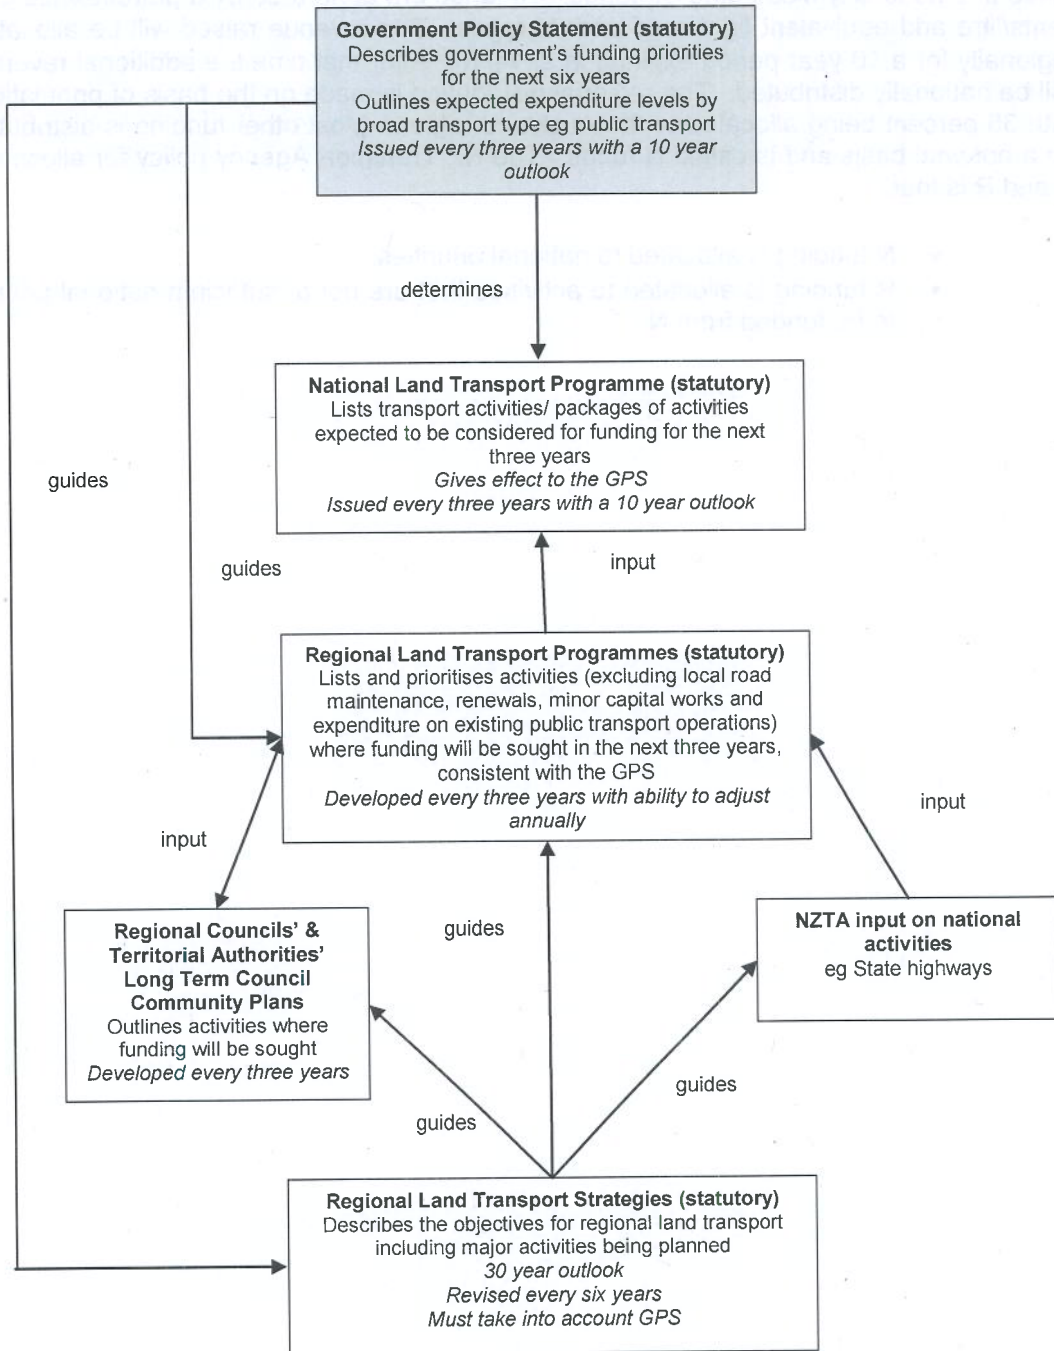 Government Policy Statement (statutory)
Describes government's funding priorities
for the next six years
Outlines expected expenditure levels by
broad transport type eg public transport
Issued every three years with a 10 year
outlook
determines
National Land Transport Programme (statutory)
Lists transport activities/ packages of activities
expected to be considered for funding for the next
three years
Gives effect to the GPS
Issued every three years with a 10 year outlook
guides
guides
input
Regional Land Transport Programmes (statutory)
Lists and prioritises activities (excluding local road
maintenance, renewals, minor capital works and
expenditure on existing public transport operations)
where funding will be sought in the next three years,
consistent with the GPS
Developed every three years with ability to adjust
annually
input
input
Regional Councils' &
Territorial Authorities'
Long Term Council
Community Plans
Outlines activities where
funding will be sought
Developed every three years
guides
NZTA input on national
activities
eg State highways
guides
guides
Regional Land Transport Strategies (statutory)
Describes the objectives for regional land transport
including major activities being planned
30 year outlook
Revised every six years
Must take into account GPS